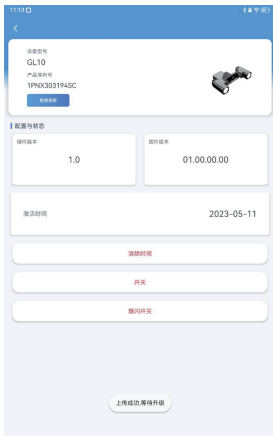 11:13
设备型号
GL10
产品序列号
1PNX303194SC
检查更新
配置与状态
硬件版本
固件版本
1.0
01.00.00.00
激活时间
2023-05-11
清除时间
开关
爆闪开关
上传成功,等待升级